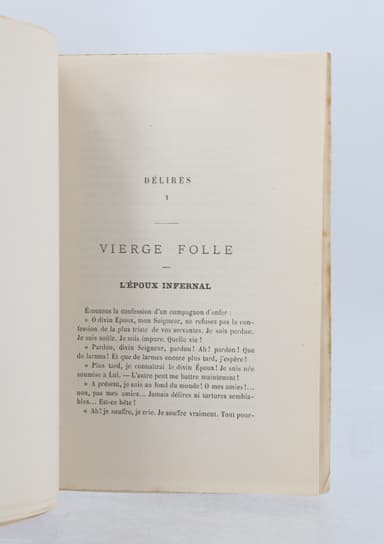 DÉLIRES
I
VIERGE FOLLE
L'ÉPOUX INFERNAL
Écoutons la confession d'un compagnon d'enfer :
« O divin Époux, mon Seigneur, ne refusez pas la con-
fession de la plus triste de vos servantes. Je suis perdue.
Je suis soûle. Je suis impure. Quelle vie !
« Pardon, divin Seigneur, pardon ! Ah ! pardon ! Que
de larmes ! Et que de larmes encore plus tard, j'espère !
« Plus tard, je connaîtrai le divin Époux ! Je suis née
soumise à Lui. — L'autre peut me battre maintenant !
« A présent, je suis au fond du monde ! O mes amies !...
non, pas mes amies... Jamais délires ni tortures sembla-
bles... Est-ce bête !
« Ah ! je souffre, je crie. Je souffre vraiment. Tout pour-